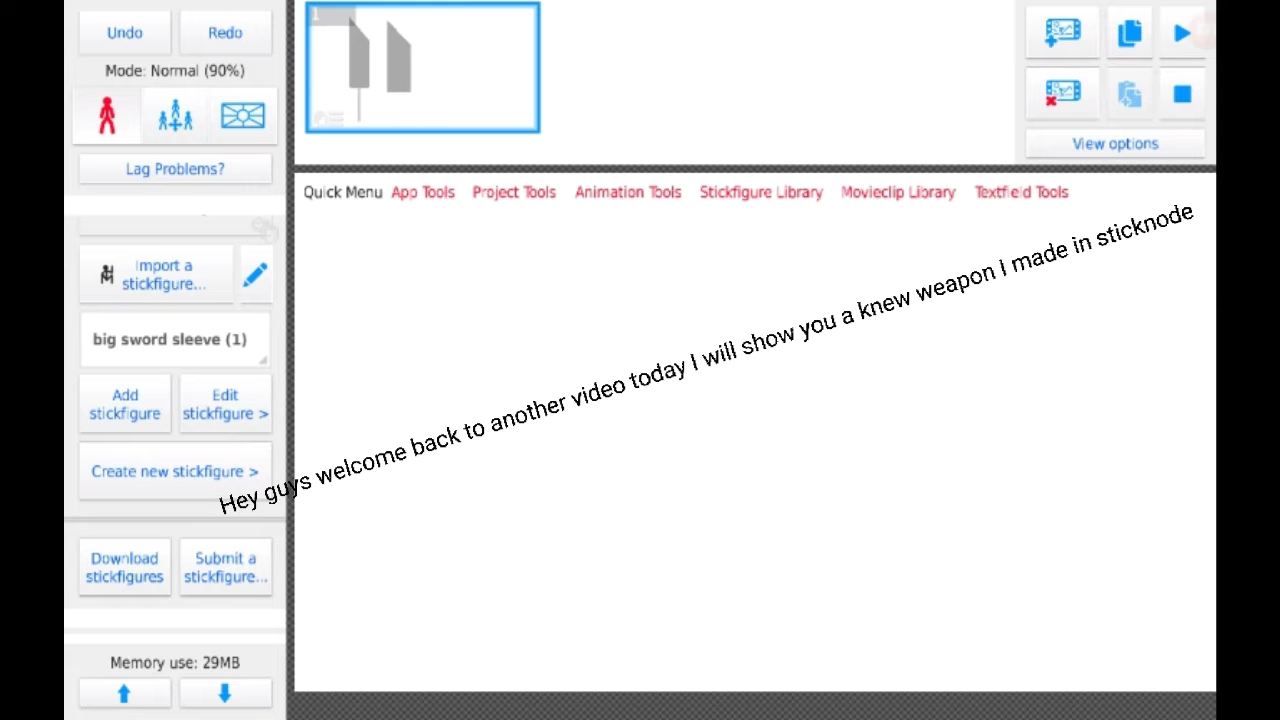 Undo
Redo
Mode: Normal (90%)
Lag Problems?
Import a
stickfigure...
big sword sleeve (1)
Add
stickfigure
Edit
stickfigure >
Create new stickfigure >
Download
stickfigures
Submit a
stickfigure...
Memory use: 29MB
1
View options
Quick Menu App Tools Project Tools Animation Tools Stickfigure Library Movieclip Library Textfield Tools
Hey guys welcome back to another video today I will show you a knew weapon I made in sticknode